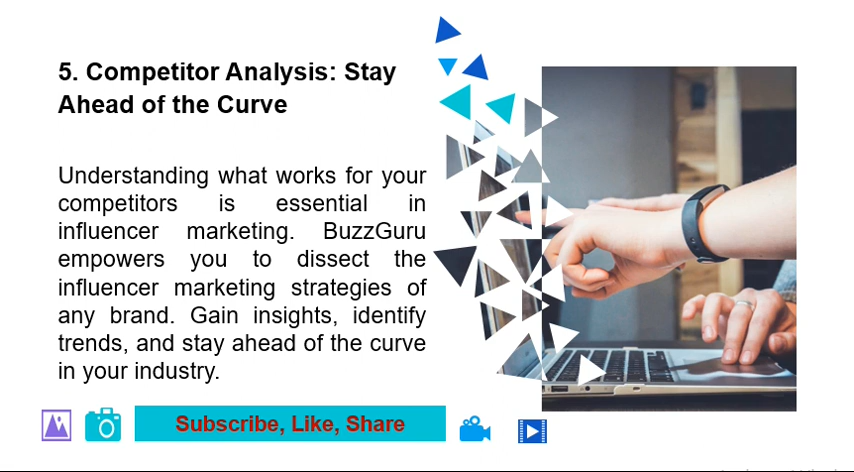 5. Competitor Analysis: Stay
Ahead of the Curve
Understanding what works for your
competitors is essential in
influencer marketing. BuzzGuru
empowers you to dissect the
influencer marketing strategies of
any brand. Gain insights, identify
trends, and stay ahead of the curve
in your industry.
Subscribe, Like, Share